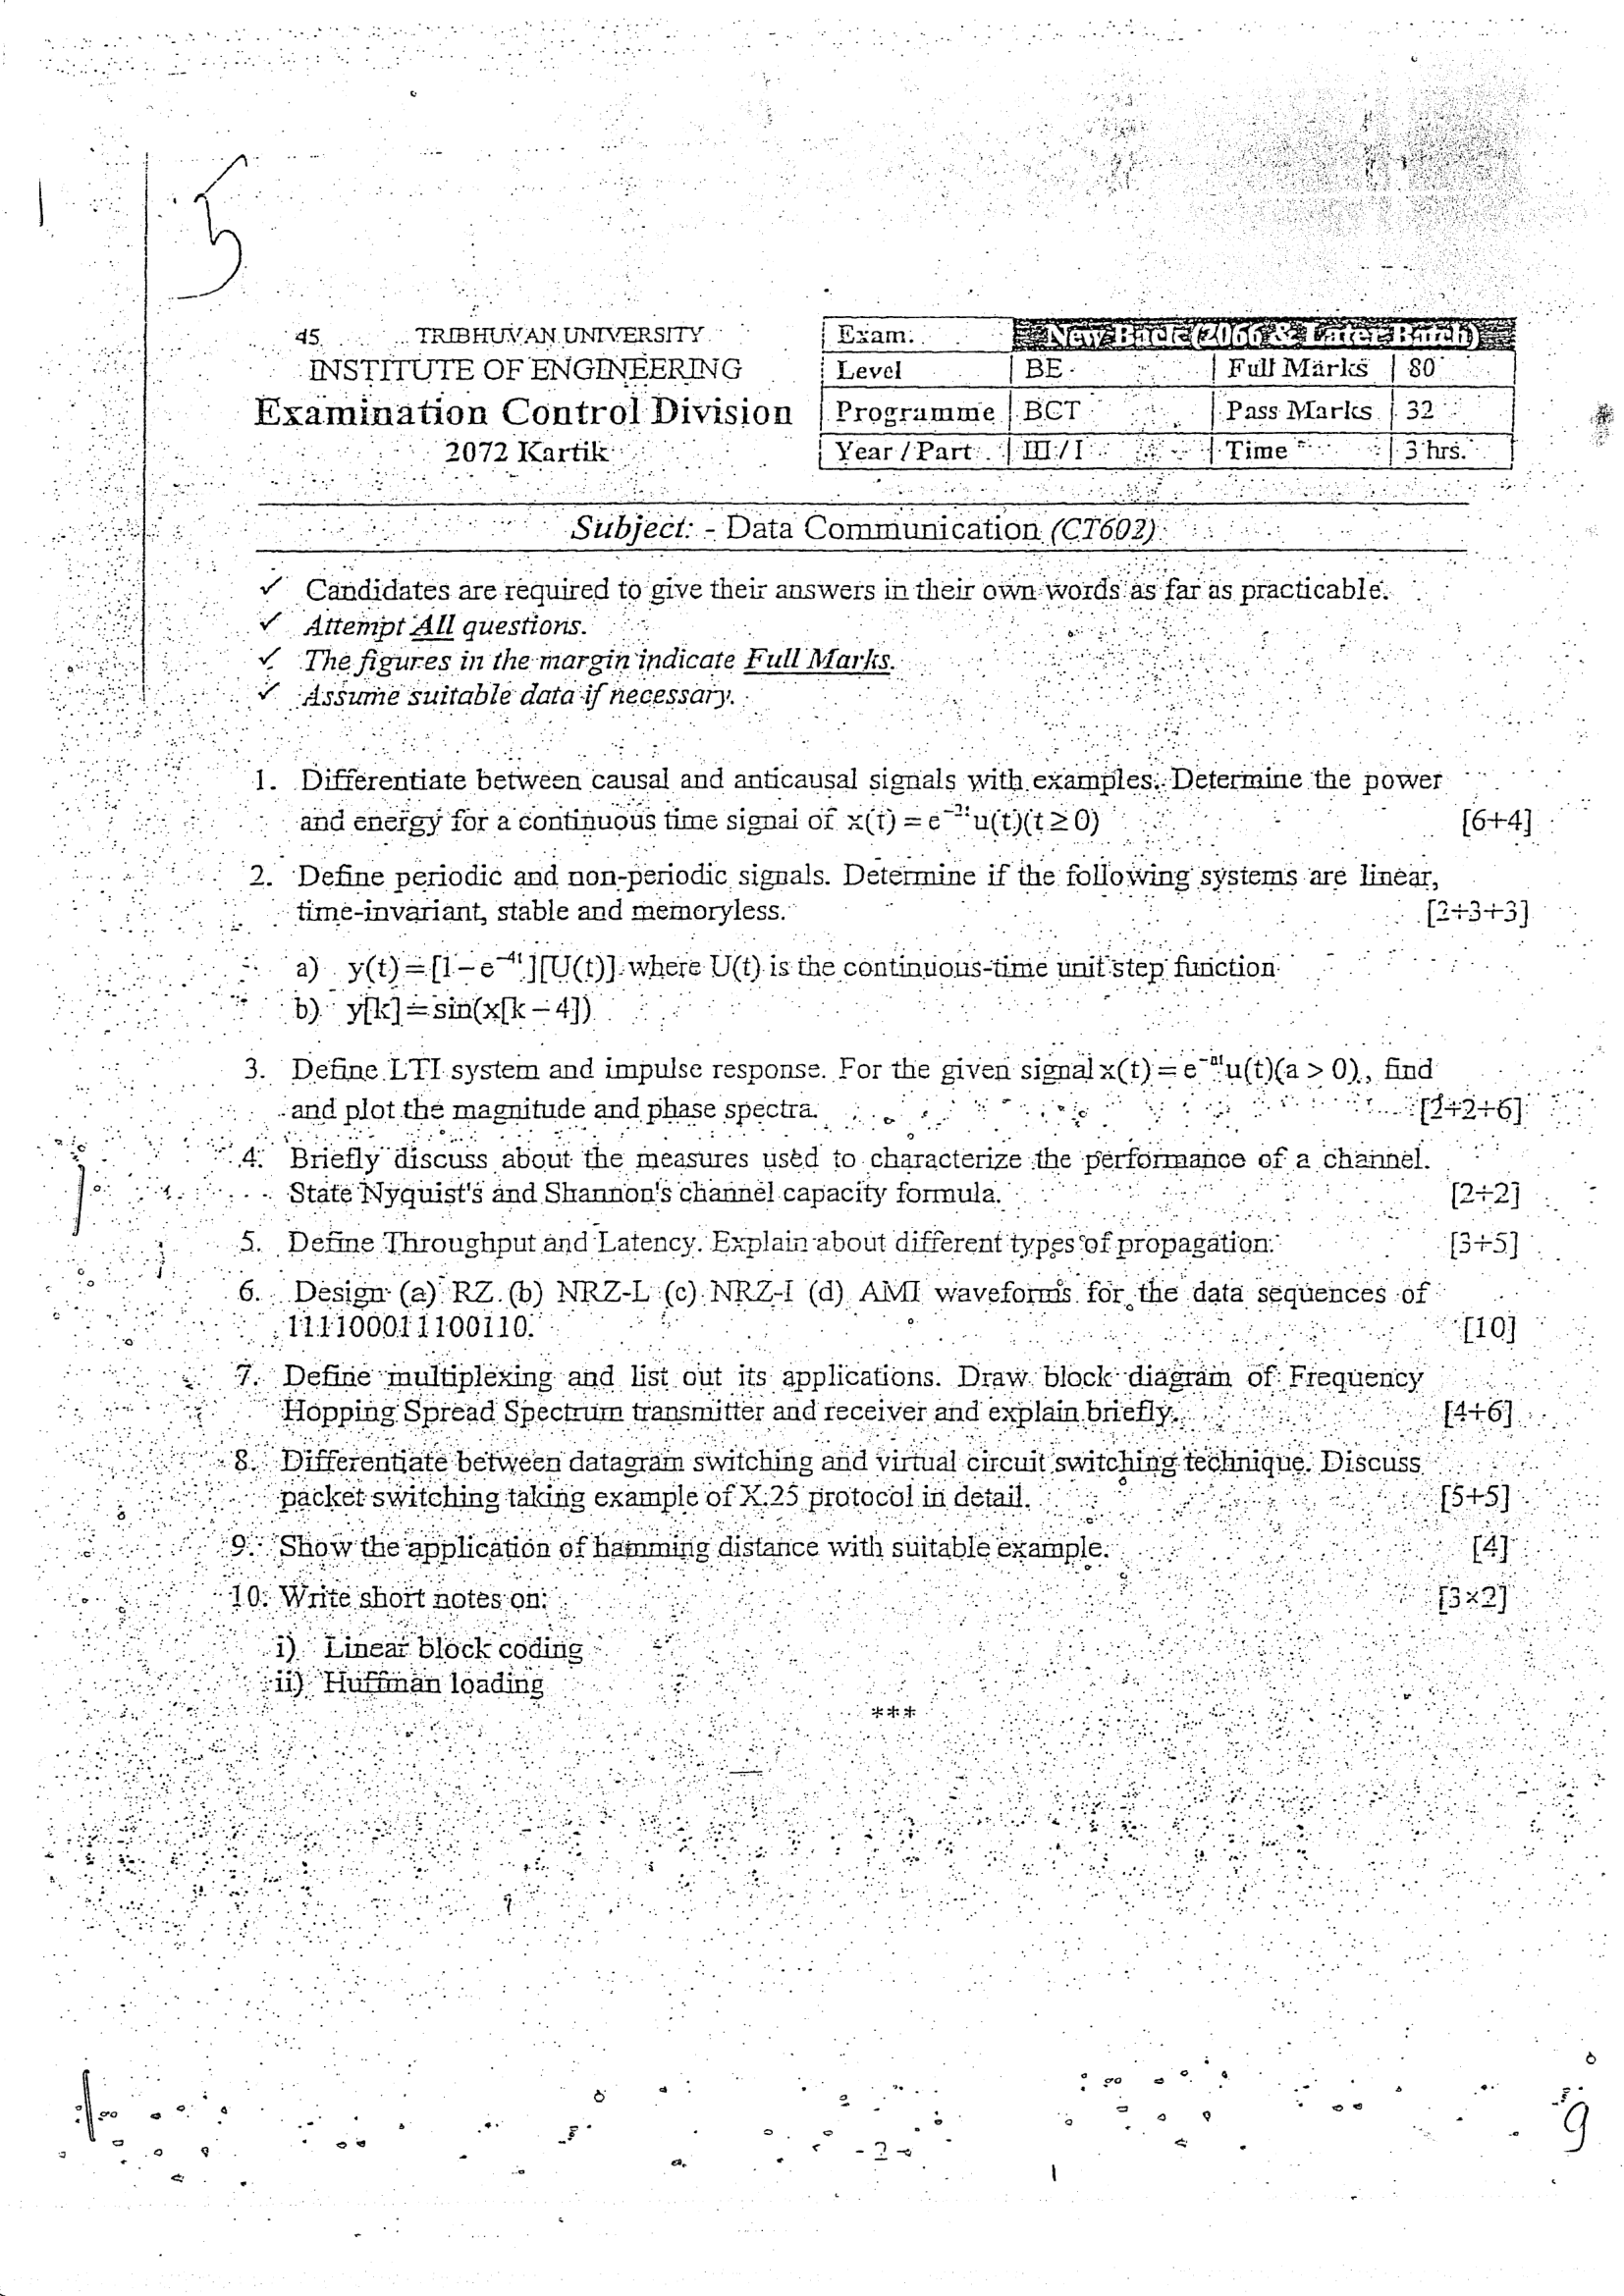 5
45 TRIBHUVAN UNIVERSITY
INSTITUTE OF ENGINEERING
Examination Control Division
2072 Kartik
Exam. New Back (2066 & Later Batch)
Level BE Full Marks 80
Programme BCT Pass Marks 32
Year / Part III / I Time 3 hrs.
Subject: - Data Communication (CT602)
✓ Candidates are required to give their answers in their own words as far as practicable.
✓ Attempt All questions.
✓ The figures in the margin indicate Full Marks.
✓ Assume suitable data if necessary.
1. Differentiate between causal and anticausal signals with examples. Determine the power
and energy for a continuous time signal of x(t) = e⁻²ᵗu(t)(t ≥ 0) [6+4]
2. Define periodic and non-periodic signals. Determine if the following systems are linear,
time-invariant, stable and memoryless. [2+3+3]
a) y(t) = [1 – e⁻⁴ᵗ][U(t)] where U(t) is the continuous-time unit step function
b) y[k] = sin(x[k – 4])
3. Define LTI system and impulse response. For the given signal x(t) = e⁻ᵃᵗu(t)(a > 0), find
and plot the magnitude and phase spectra. [2+2+6]
4. Briefly discuss about the measures used to characterize the performance of a channel.
State Nyquist's and Shannon's channel capacity formula. [2+2]
5. Define Throughput and Latency. Explain about different types of propagation. [3+5]
6. Design (a) RZ (b) NRZ-L (c) NRZ-I (d) AMI waveforms for the data sequences of
111100011100110. [10]
7. Define multiplexing and list out its applications. Draw block diagram of Frequency
Hopping Spread Spectrum transmitter and receiver and explain briefly. [4+6]
8. Differentiate between datagram switching and virtual circuit switching technique. Discuss
packet switching taking example of X.25 protocol in detail. [5+5]
9. Show the application of hamming distance with suitable example. [4]
10. Write short notes on: [3×2]
i) Linear block coding
ii) Huffman loading
***
9